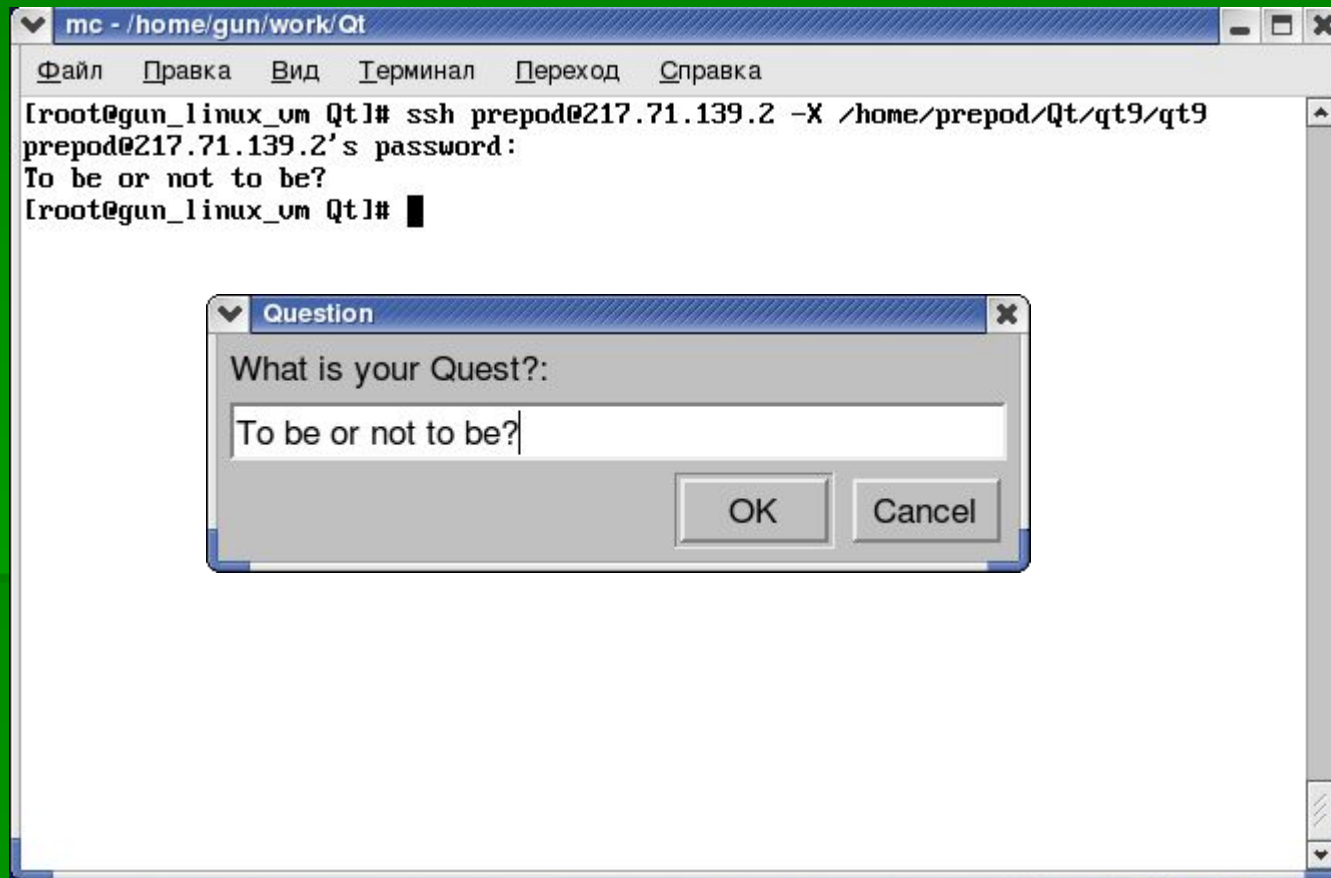 mc - /home/gun/work/Qt
Файл Правка Вид Терминал Переход Справка
[root@gun_linux_vm Qt]# ssh prepod@217.71.139.2 -X /home/prepod/Qt/qt9/qt9
prepod@217.71.139.2's password:
To be or not to be?
[root@gun_linux_vm Qt]#
Question
What is your Quest?:
To be or not to be?
OK Cancel